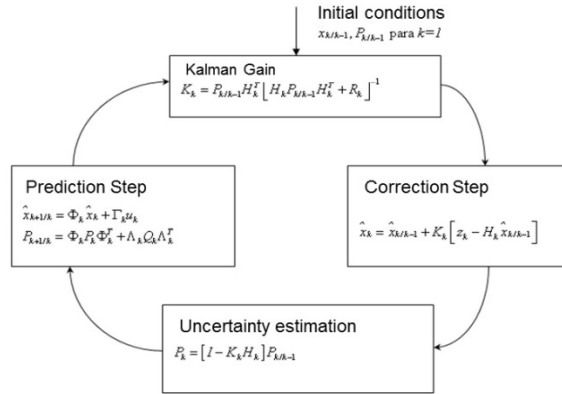 Initial conditions
x_{k/k-1}, P_{k/k-1} para k=1
Kalman Gain
K_k = P_{k/k-1} H_k^T [H_k P_{k/k-1} H_k^T + R_k]^{-1}
Prediction Step
x̂_{k+1/k} = Φ_k x̂_k + Γ_k u_k
P_{k+1/k} = Φ_k P_k Φ_k^T + Λ_k Q_k Λ_k^T
Correction Step
x̂_k = x̂_{k/k-1} + K_k [z_k − H_k x̂_{k/k-1}]
Uncertainty estimation
P_k = [I − K_k H_k] P_{k/k-1}